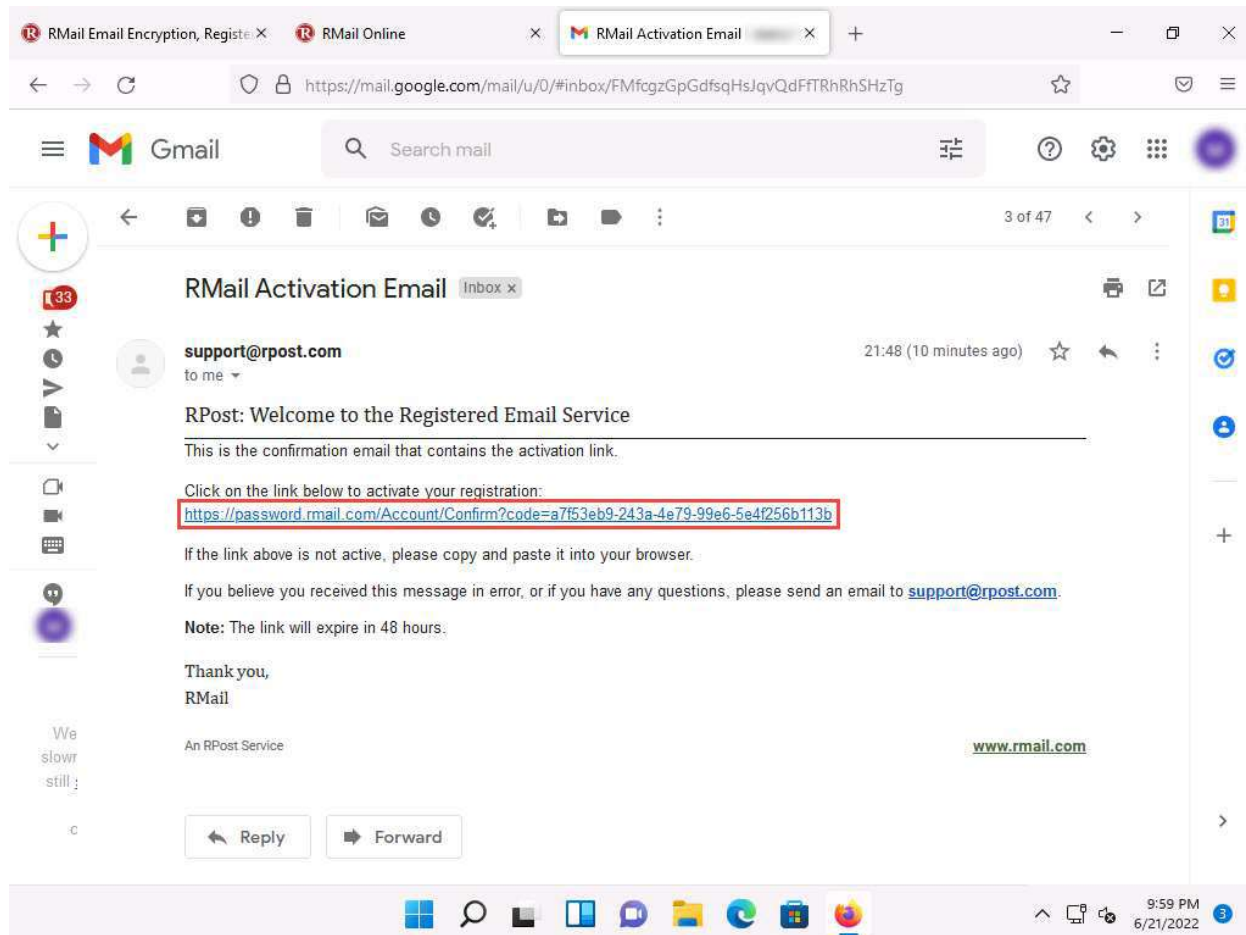 RMail Email Encryption, Registe
RMail Online
RMail Activation Email
https://mail.google.com/mail/u/0/#inbox/FMfcgzGpGdfsqHsJqvQdFfTRhRhSHzTg
Gmail
Search mail
3 of 47
31
33
RMail Activation Email
Inbox x
support@rpost.com
21:48 (10 minutes ago)
to me
RPost: Welcome to the Registered Email Service
This is the confirmation email that contains the activation link.
Click on the link below to activate your registration:
https://password.rmail.com/Account/Confirm?code=a7f53eb9-243a-4e79-99e6-5e4f256b113b
If the link above is not active, please copy and paste it into your browser.
If you believe you received this message in error, or if you have any questions, please send an email to support@rpost.com.
Note: The link will expire in 48 hours.
Thank you,
RMail
We
slowr
still
An RPost Service
www.rmail.com
Reply
Forward
9:59 PM
6/21/2022
3